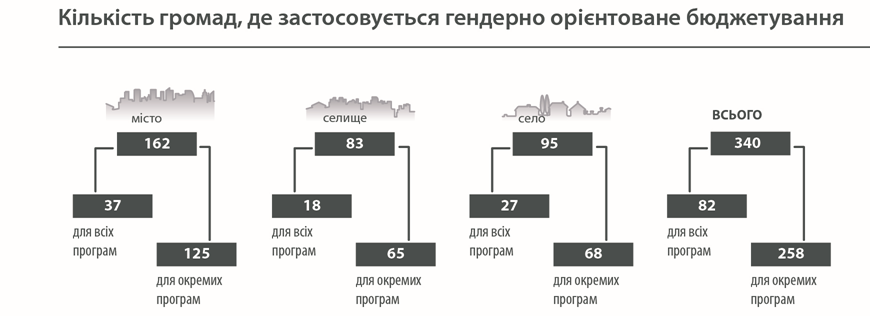 Кількість громад, де застосовується гендерно орієнтоване бюджетування
місто
162
37
для всіх
програм
125
для окремих
програм
селище
83
18
для всіх
програм
65
для окремих
програм
село
95
27
для всіх
програм
68
для окремих
програм
ВСЬОГО
340
82
для всіх
програм
258
для окремих
програм